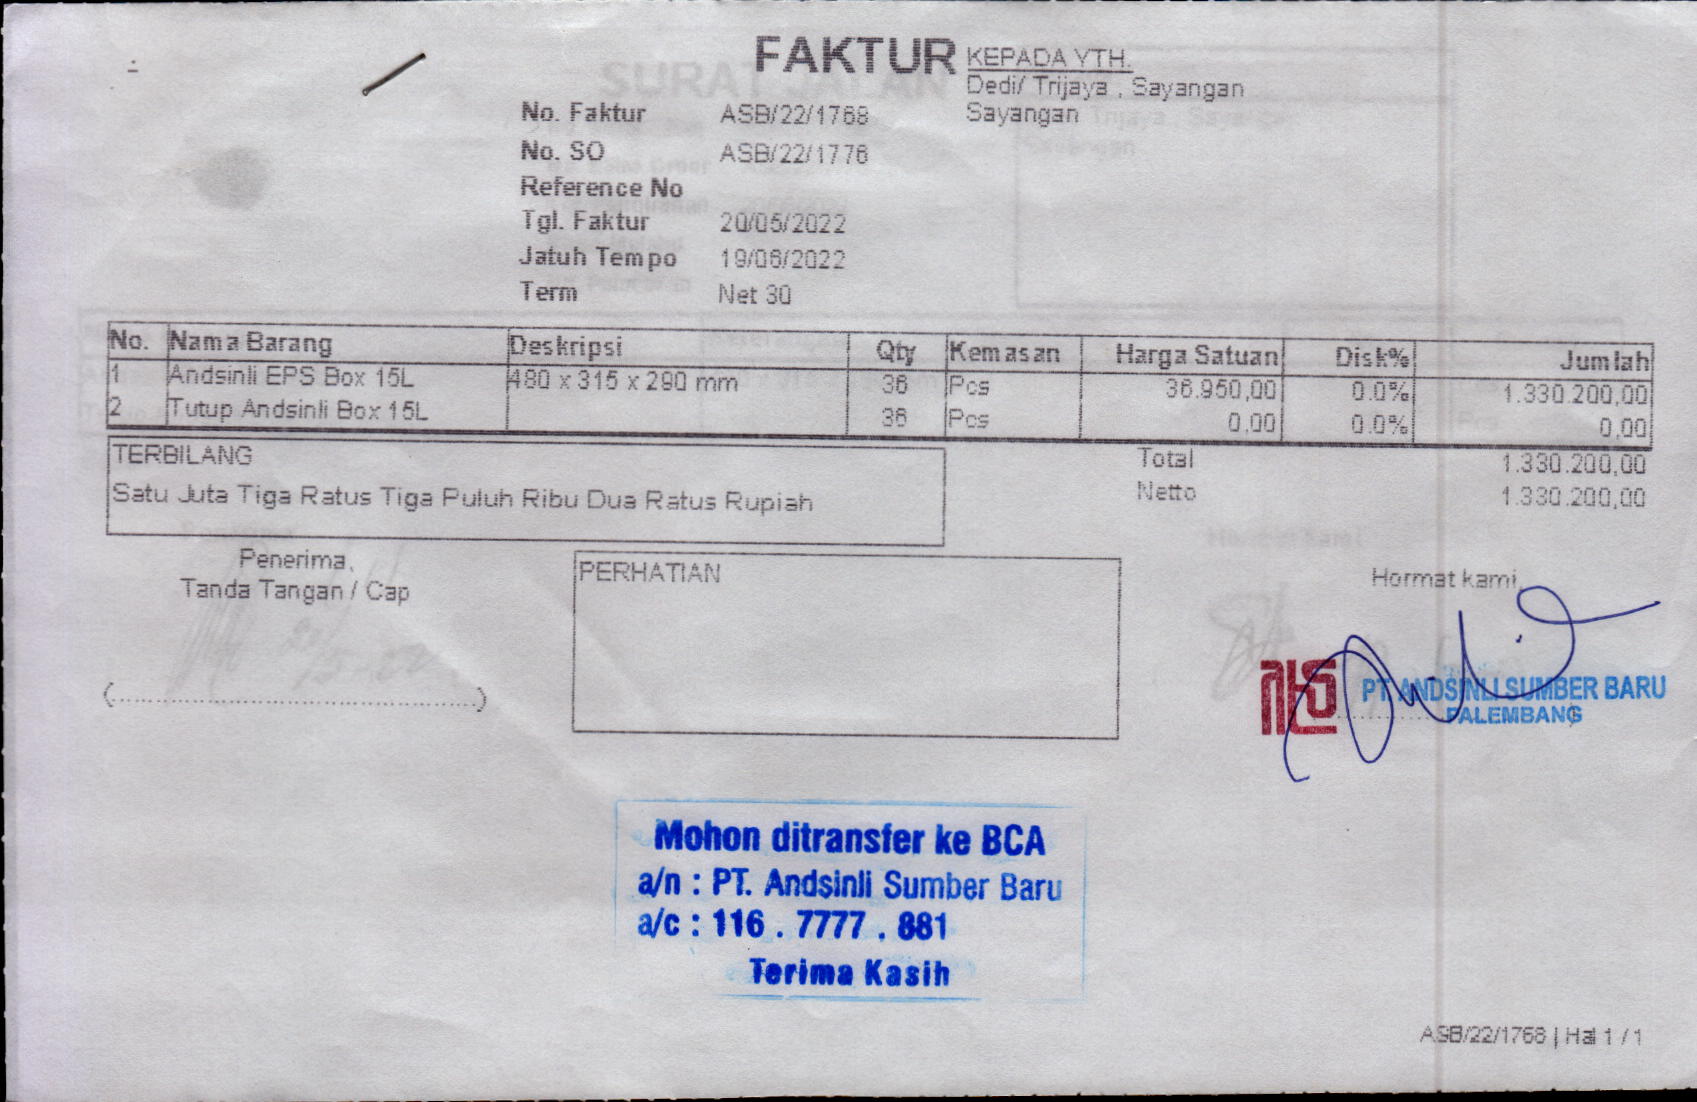 FAKTUR
KEPADA YTH.
Dedi/ Trijaya , Sayangan
Sayangan
No. Faktur ASB/22/1768
No. SO ASB/22/1776
Reference No
Tgl. Faktur 20/05/2022
Jatuh Tempo 19/06/2022
Term Net 30
No. Nama Barang Deskripsi Qty Kemasan Harga Satuan Disk% Jumlah
1 Andsinli EPS Box 15L 480 x 315 x 290 mm 36 Pcs 36.950,00 0.0% 1.330.200,00
2 Tutup Andsinli Box 15L 36 Pcs 0,00 0.0% 0,00
TERBILANG
Satu Juta Tiga Ratus Tiga Puluh Ribu Dua Ratus Rupiah
Total 1.330.200,00
Netto 1.330.200,00
Penerima,
Tanda Tangan / Cap
(..........................................................)
PERHATIAN
Hormat kami,
PT. ANDSINLI SUMBER BARU
PALEMBANG
Mohon ditransfer ke BCA
a/n : PT. Andsinli Sumber Baru
a/c : 116 . 7777 . 881
Terima Kasih
ASB/22/1768 | Hal 1 / 1